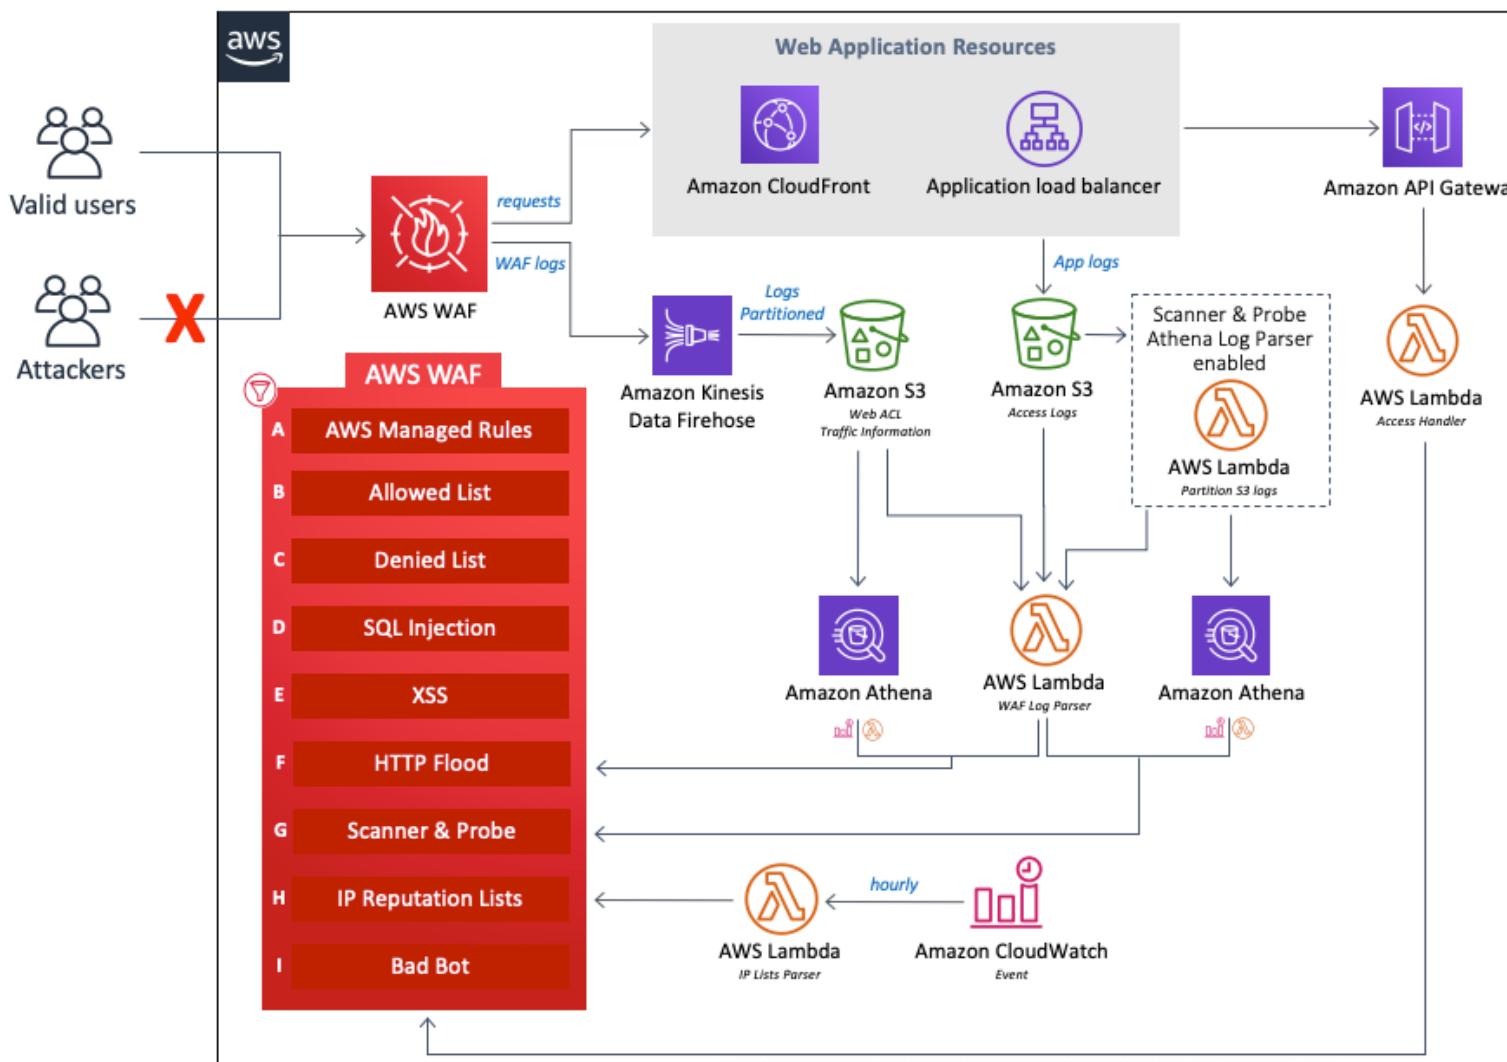 aws
Web Application Resources
Amazon CloudFront
Application load balancer
Amazon API Gatewa
Valid users
Attackers
X
requests
WAF logs
AWS WAF
App logs
Logs
Partitioned
Amazon Kinesis
Data Firehose
Amazon S3
Web ACL
Traffic Information
Amazon S3
Access Logs
Scanner & Probe
Athena Log Parser
enabled
AWS Lambda
Partition S3 logs
AWS Lambda
Access Handler
AWS WAF
A AWS Managed Rules
B Allowed List
C Denied List
D SQL Injection
E XSS
F HTTP Flood
G Scanner & Probe
H IP Reputation Lists
I Bad Bot
Amazon Athena
AWS Lambda
WAF Log Parser
Amazon Athena
hourly
AWS Lambda
IP Lists Parser
Amazon CloudWatch
Event